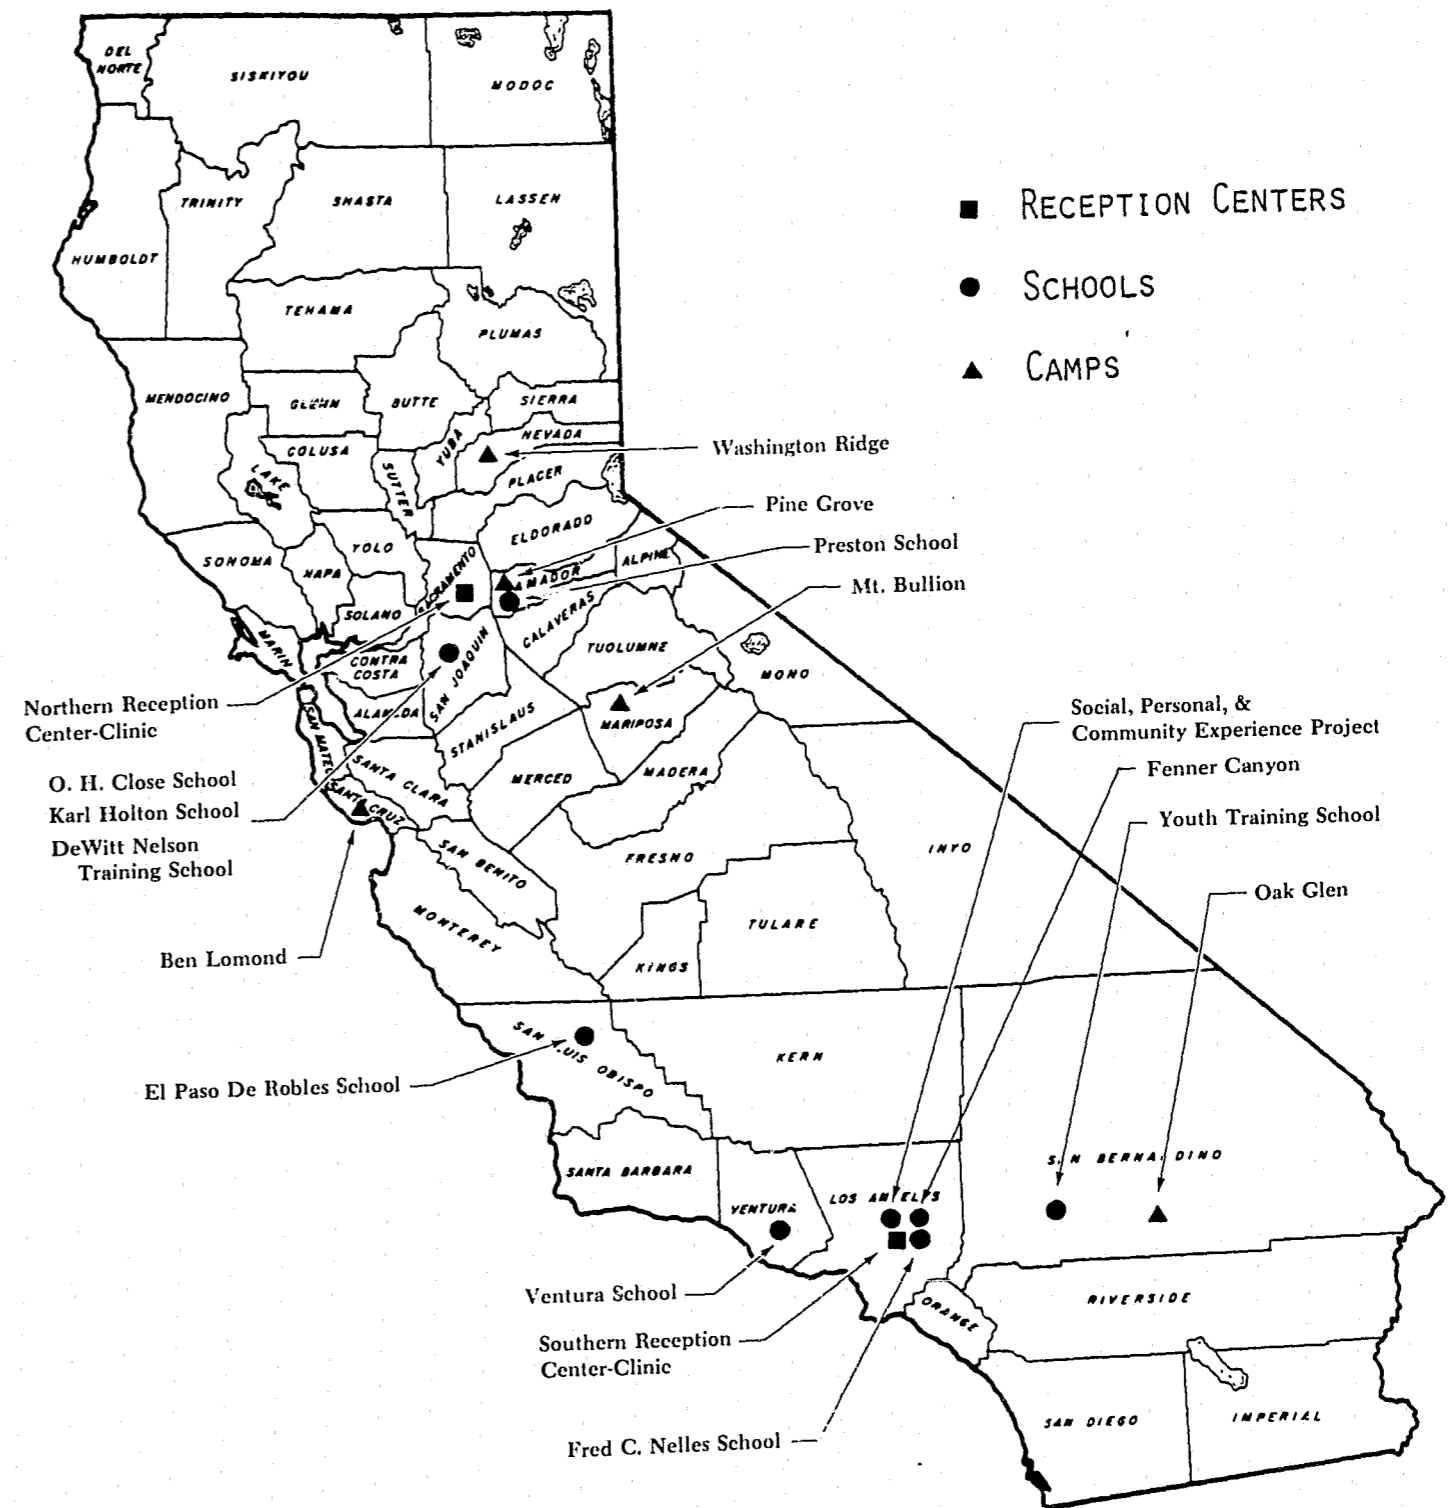 DEL
NORTE
SISKIYOU
MODOC
TRINITY
SHASTA
LASSEN
HUMBOLDT
TEHAMA
PLUMAS
MENDOCINO
GLENN
BUTTE
SIERRA
NEVADA
YUBA
COLUSA
LAKE
SUTTER
PLACER
ELDORADO
SONOMA
NAPA
YOLO
SACRAMENTO
AMADOR
ALPINE
SOLANO
CALAVERAS
MARIN
CONTRA
COSTA
SAN JOAQUIN
TUOLUMNE
MONO
ALAMEDA
STANISLAUS
MARIPOSA
SAN MATEO
SANTA CLARA
MERCED
MADERA
SANTA CRUZ
SAN BENITO
FRESNO
INYO
MONTEREY
TULARE
KINGS
SAN LUIS OBISPO
KERN
SANTA BARBARA
VENTURA
LOS ANGELES
SAN BERNARDINO
ORANGE
RIVERSIDE
SAN DIEGO
IMPERIAL
RECEPTION CENTERS
SCHOOLS
CAMPS
Washington Ridge
Pine Grove
Preston School
Mt. Bullion
Northern Reception
Center-Clinic
O. H. Close School
Karl Holton School
DeWitt Nelson
Training School
Ben Lomond
El Paso De Robles School
Social, Personal, &
Community Experience Project
Fenner Canyon
Youth Training School
Oak Glen
Ventura School
Southern Reception
Center-Clinic
Fred C. Nelles School